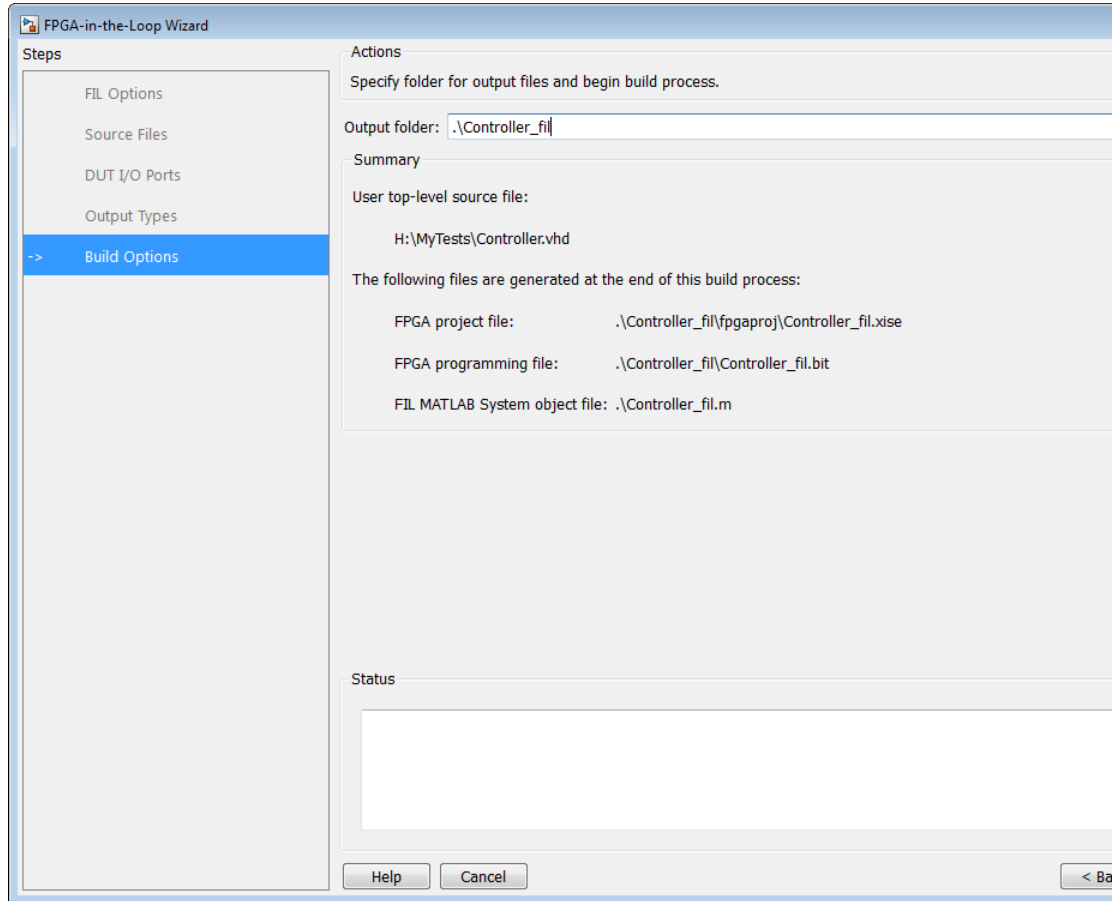 FPGA-in-the-Loop Wizard
Steps
FIL Options
Source Files
DUT I/O Ports
Output Types
-> Build Options
Actions
Specify folder for output files and begin build process.
Output folder: .\Controller_fil
Summary
User top-level source file:
H:\MyTests\Controller.vhd
The following files are generated at the end of this build process:
FPGA project file: .\Controller_fil\fpgaproj\Controller_fil.xise
FPGA programming file: .\Controller_fil\Controller_fil.bit
FIL MATLAB System object file: .\Controller_fil.m
Status
Help Cancel < Ba